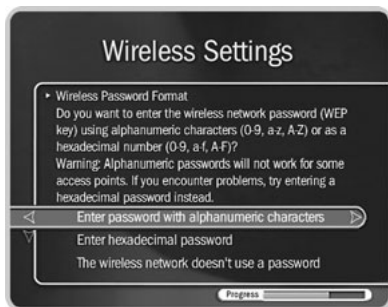 Wireless Settings
Wireless Password Format
Do you want to enter the wireless network password (WEP
key) using alphanumeric characters (0-9, a-z, A-Z) or as a
hexadecimal number (0-9, a-f, A-F)?
Warning: Alphanumeric passwords will not work for some
access points. If you encounter problems, try entering a
hexadecimal password instead.
Enter password with alphanumeric characters
Enter hexadecimal password
The wireless network doesn't use a password
Progress